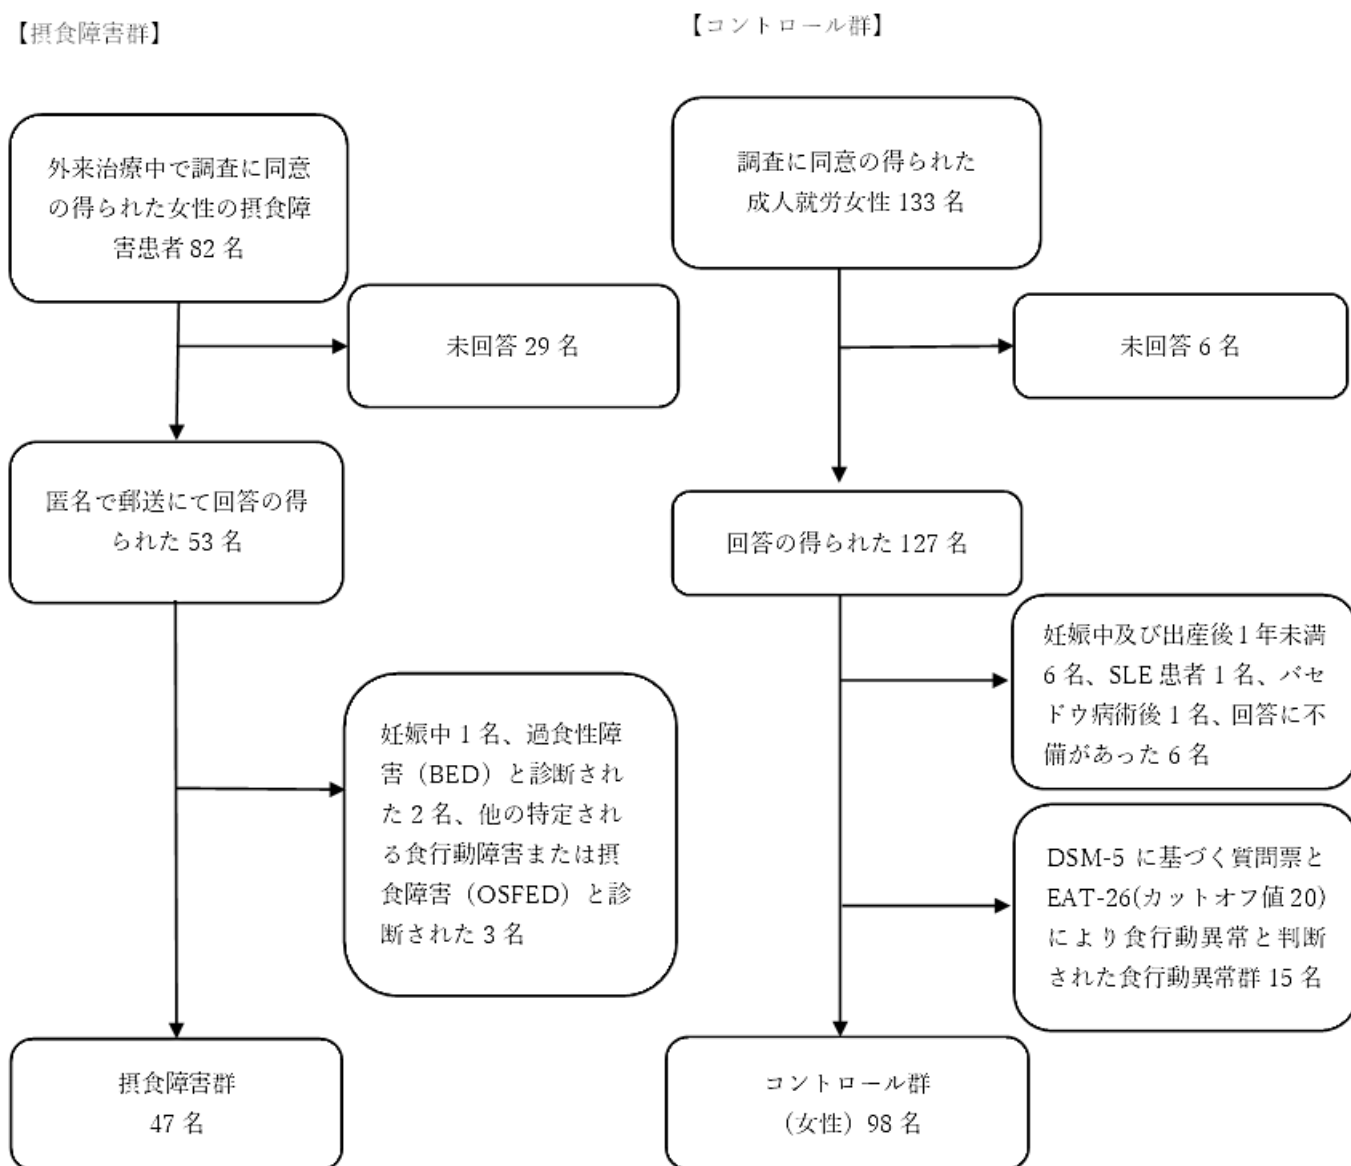 【摂食障害群】
外来治療中で調査に同意
の得られた女性の摂食障
害患者 82 名
未回答 29 名
匿名で郵送にて回答の得
られた 53 名
妊娠中 1 名、過食性障
害（BED）と診断され
た 2 名、他の特定され
る食行動障害または摂
食障害（OSFED）と診
断された 3 名
摂食障害群
47 名
【コントロール群】
調査に同意の得られた
成人就労女性 133 名
未回答 6 名
回答の得られた 127 名
妊娠中及び出産後 1 年未満
6 名、SLE 患者 1 名、バセ
ドウ病術後 1 名、回答に不
備があった 6 名
DSM-5 に基づく質問票と
EAT-26(カットオフ値 20)
により食行動異常と判断
された食行動異常群 15 名
コントロール群
（女性）98 名